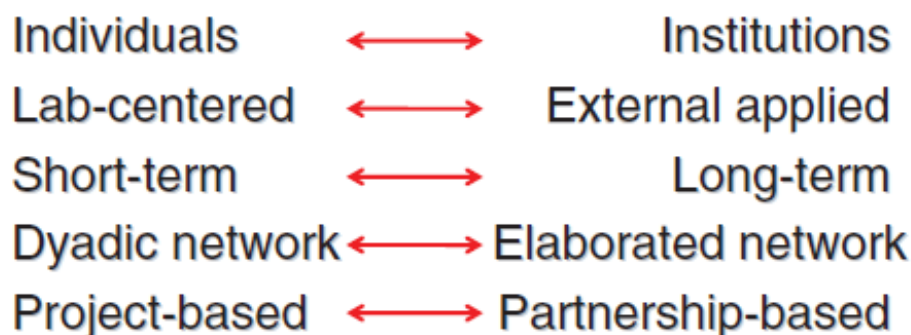 Individuals Institutions
Lab-centered External applied
Short-term Long-term
Dyadic network Elaborated network
Project-based Partnership-based